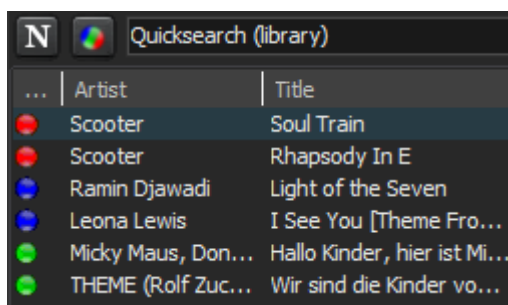 N Quicksearch (library)
... Artist Title
Scooter Soul Train
Scooter Rhapsody In E
Ramin Djawadi Light of the Seven
Leona Lewis I See You [Theme Fro...
Micky Maus, Don... Hallo Kinder, hier ist Mi...
THEME (Rolf Zuc... Wir sind die Kinder vo...